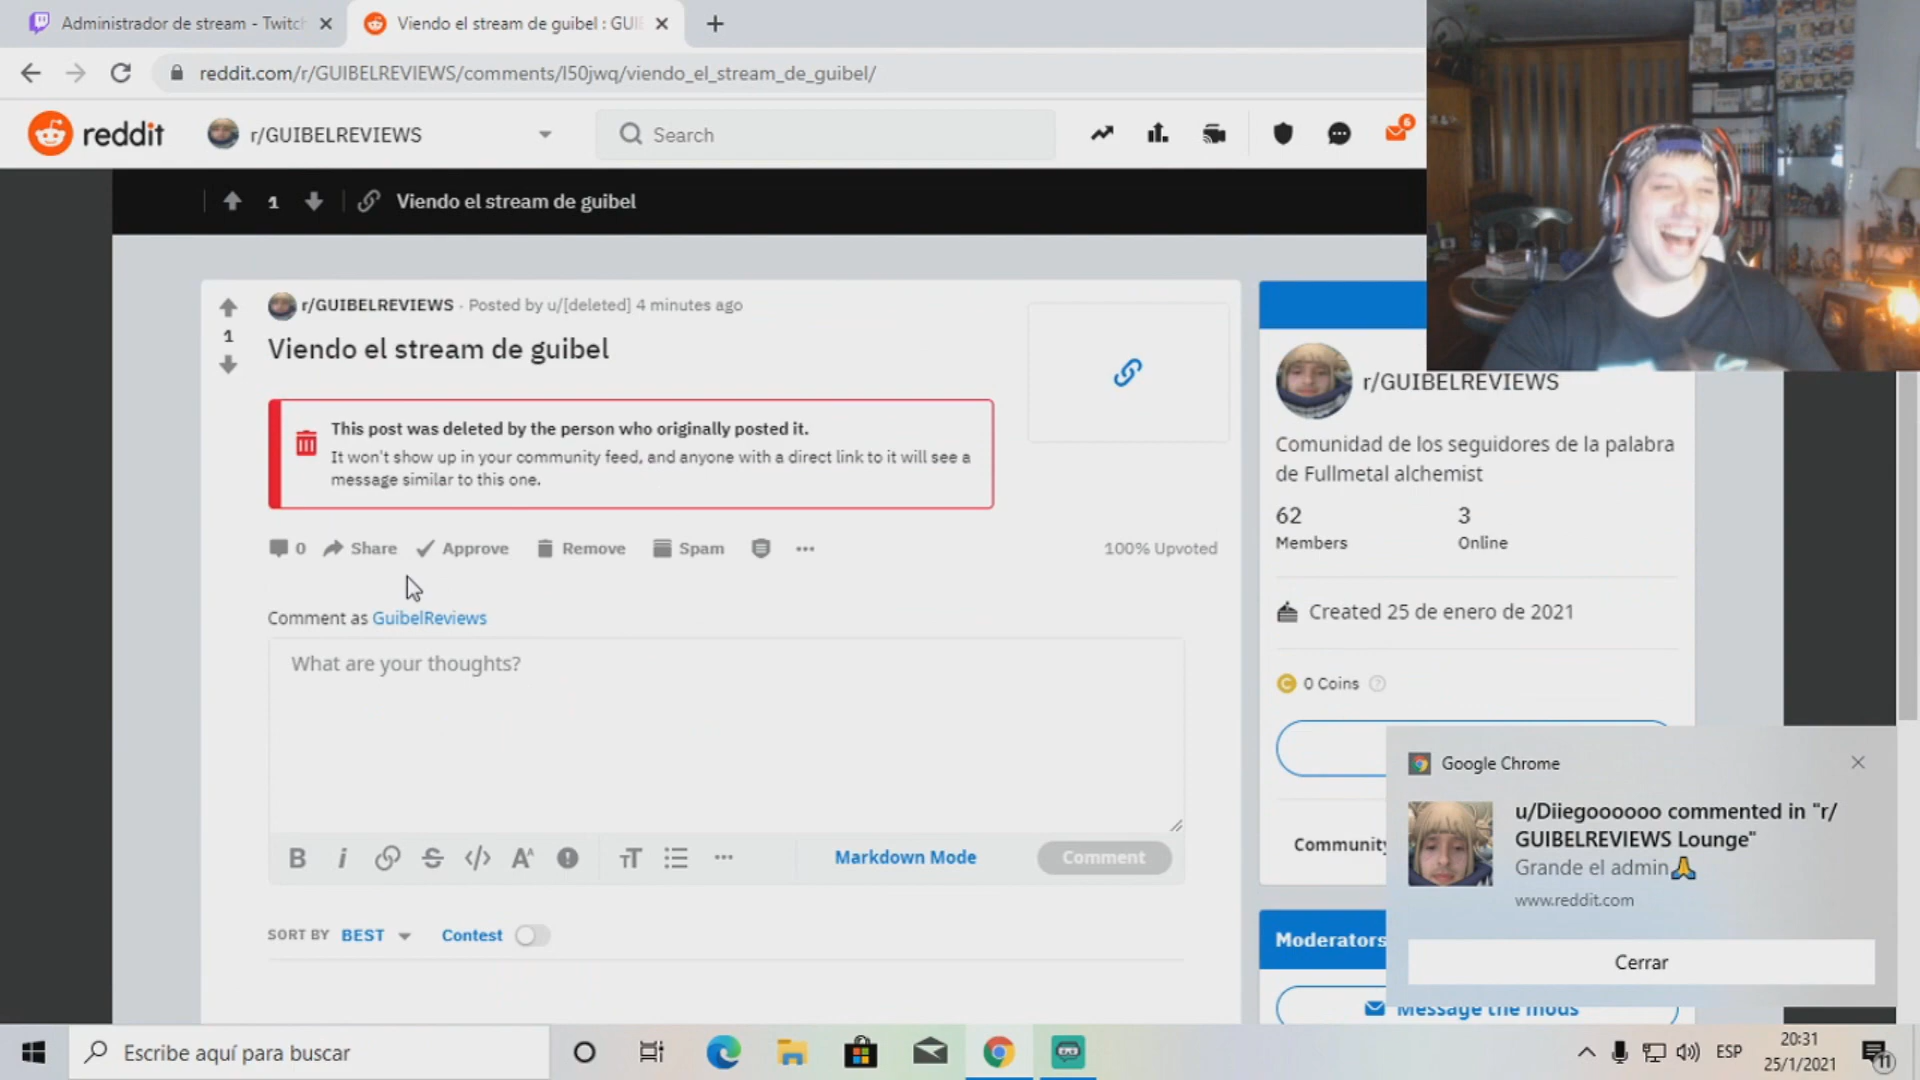 Administrador de stream - Twitch
Viendo el stream de guibel : GUI
reddit.com/r/GUIBELREVIEWS/comments/l50jwq/viendo_el_stream_de_guibel/
reddit
r/GUIBELREVIEWS
Search
6
1
Viendo el stream de guibel
r/GUIBELREVIEWS · Posted by u/[deleted] 4 minutes ago
1
Viendo el stream de guibel
This post was deleted by the person who originally posted it.
It won't show up in your community feed, and anyone with a direct link to it will see a
message similar to this one.
0 Share Approve Remove Spam ···
100% Upvoted
Comment as GuibelReviews
What are your thoughts?
B i </> A TT ··· Markdown Mode Comment
SORT BY BEST Contest
r/GUIBELREVIEWS
Comunidad de los seguidores de la palabra
de Fullmetal alchemist
62 3
Members Online
Created 25 de enero de 2021
0 Coins
Community
Moderators
Message the mods
Google Chrome
u/Diiegoooooo commented in "r/
GUIBELREVIEWS Lounge"
Grande el admin🙏
www.reddit.com
Cerrar
Escribe aquí para buscar
ESP
20:31
25/1/2021
11